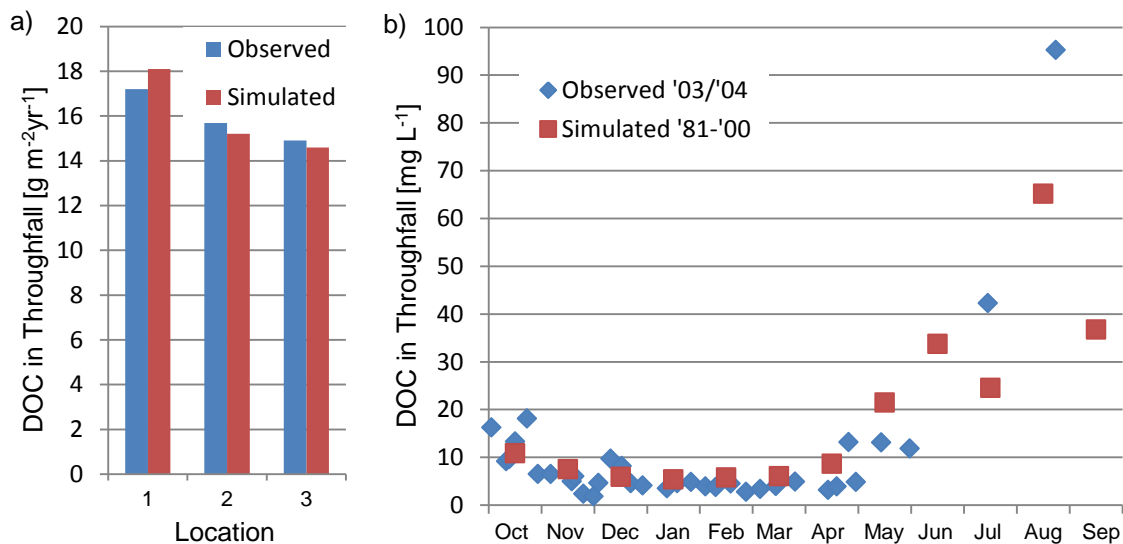 a)
DOC in Throughfall [g m-2yr-1]
20
18
16
14
12
10
8
6
4
2
0
Observed
Simulated
1 2 3
Location
b)
DOC in Throughfall [mg L-1]
100
90
80
70
60
50
40
30
20
10
0
Observed '03/'04
Simulated '81-'00
Oct Nov Dec Jan Feb Mar Apr May Jun Jul Aug Sep